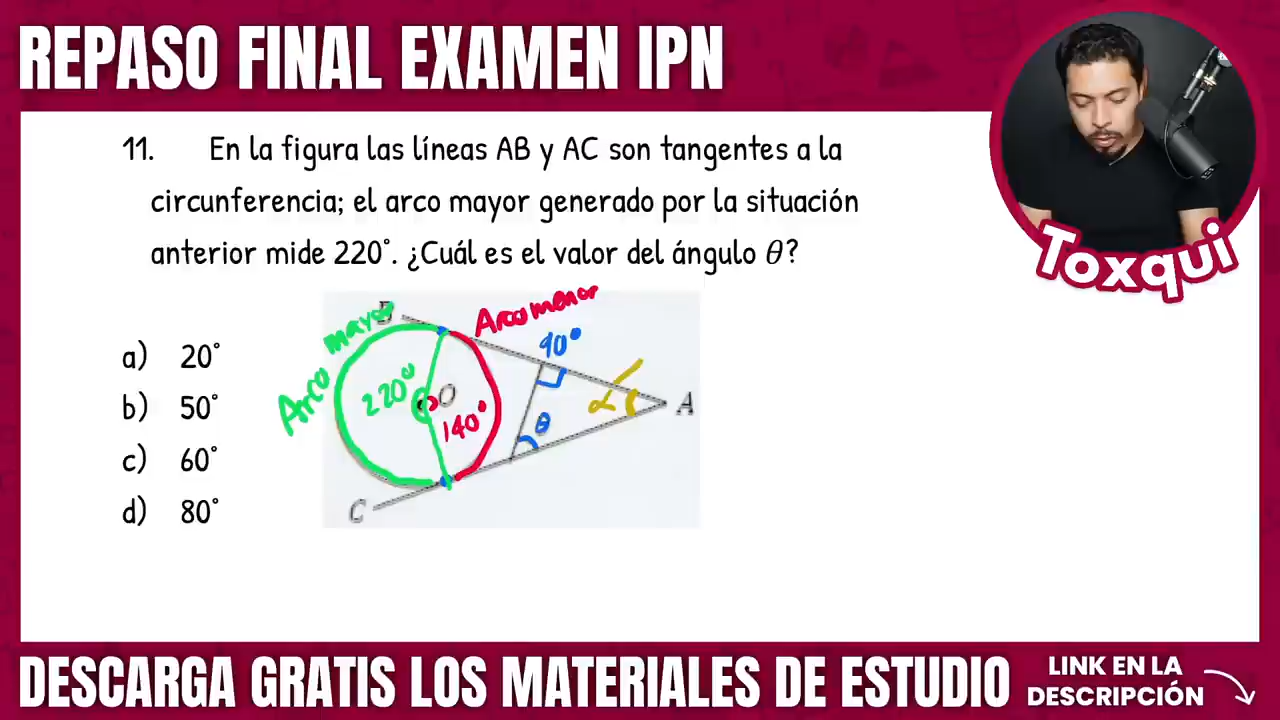 REPASO FINAL EXAMEN IPN
Toxqui
11. En la figura las líneas AB y AC son tangentes a la
circunferencia; el arco mayor generado por la situación
anterior mide 220°. ¿Cuál es el valor del ángulo θ?
a) 20°
b) 50°
c) 60°
d) 80°
B
Arco mayor
Arco menor
90°
220°
O
140°
θ
α
A
C
DESCARGA GRATIS LOS MATERIALES DE ESTUDIO
LINK EN LA
DESCRIPCIÓN